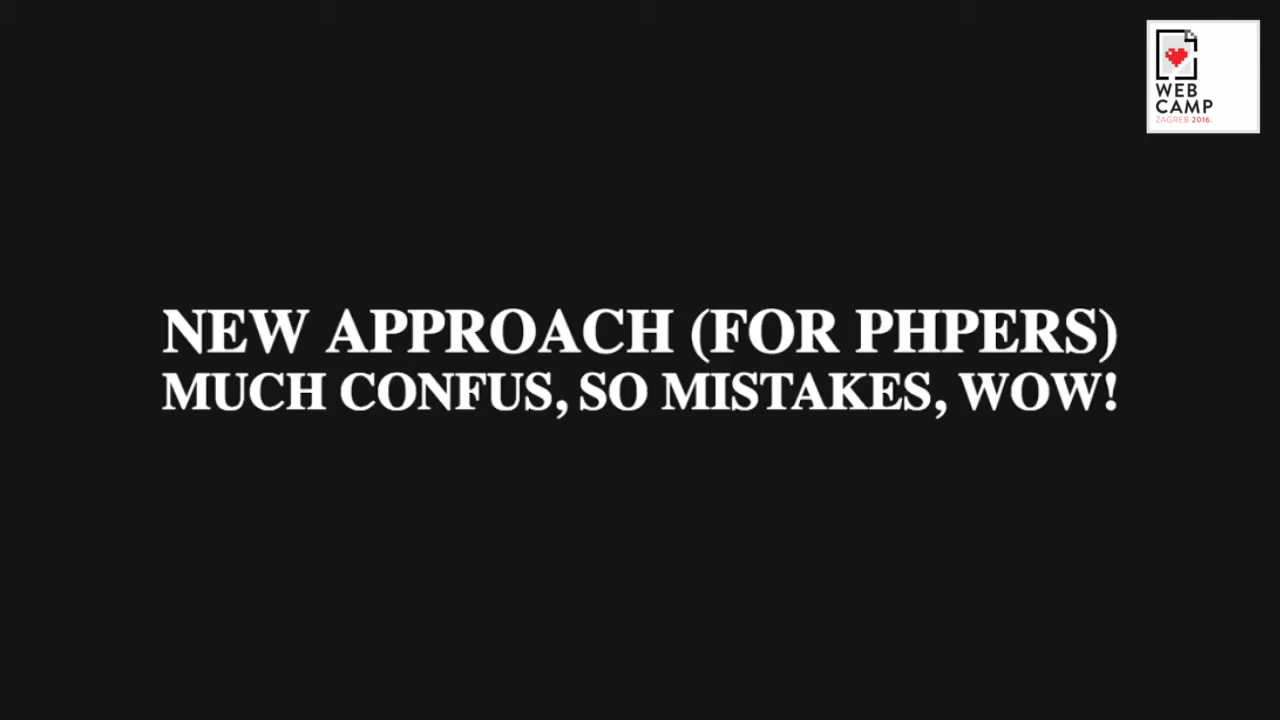 WEB
CAMP
ZAGREB 2016.
NEW APPROACH (FOR PHPERS)
MUCH CONFUS, SO MISTAKES, WOW!